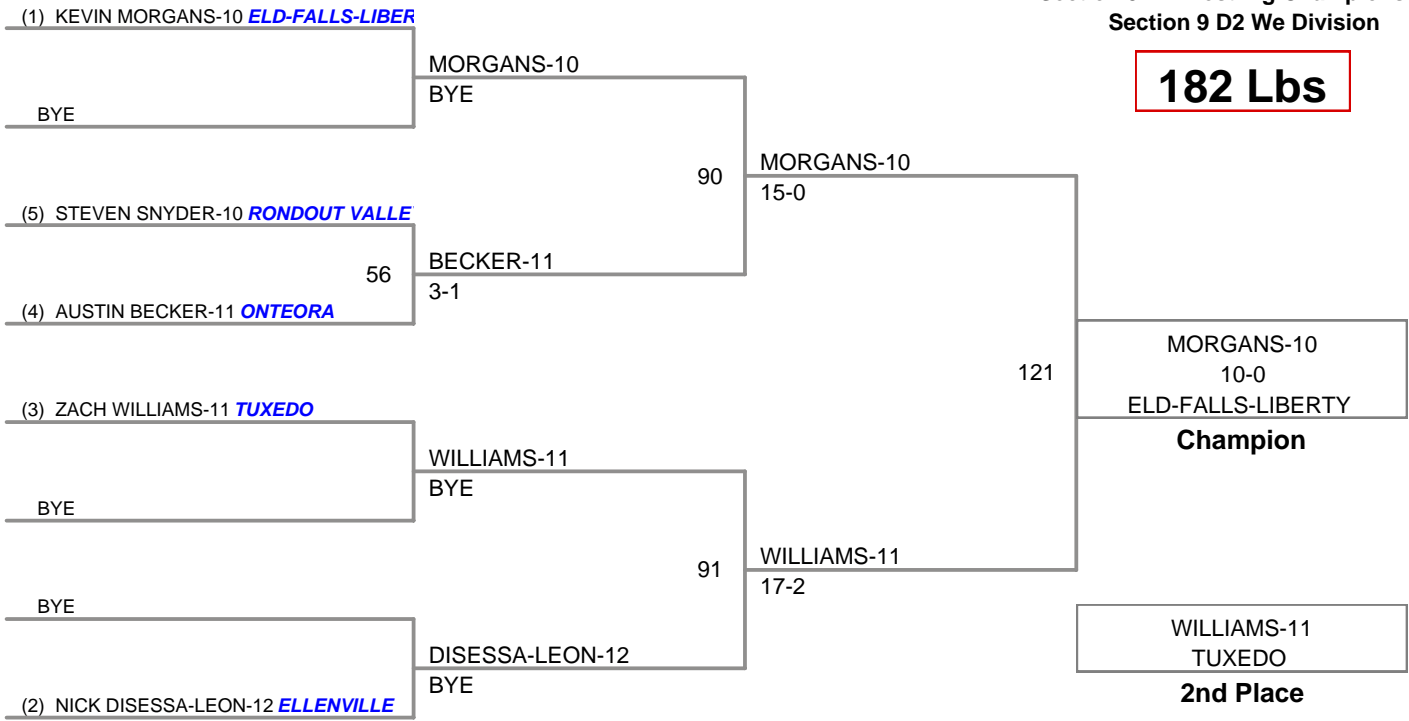 Section 9 D2 We Division
182 Lbs
(1) KEVIN MORGANS-10 ELD-FALLS-LIBER
MORGANS-10
BYE
BYE
90
MORGANS-10
15-0
(5) STEVEN SNYDER-10 RONDOUT VALLE
56
BECKER-11
3-1
(4) AUSTIN BECKER-11 ONTEORA
121
MORGANS-10
10-0
ELD-FALLS-LIBERTY
Champion
(3) ZACH WILLIAMS-11 TUXEDO
WILLIAMS-11
BYE
BYE
91
WILLIAMS-11
17-2
BYE
DISESSA-LEON-12
BYE
(2) NICK DISESSA-LEON-12 ELLENVILLE
WILLIAMS-11
TUXEDO
2nd Place